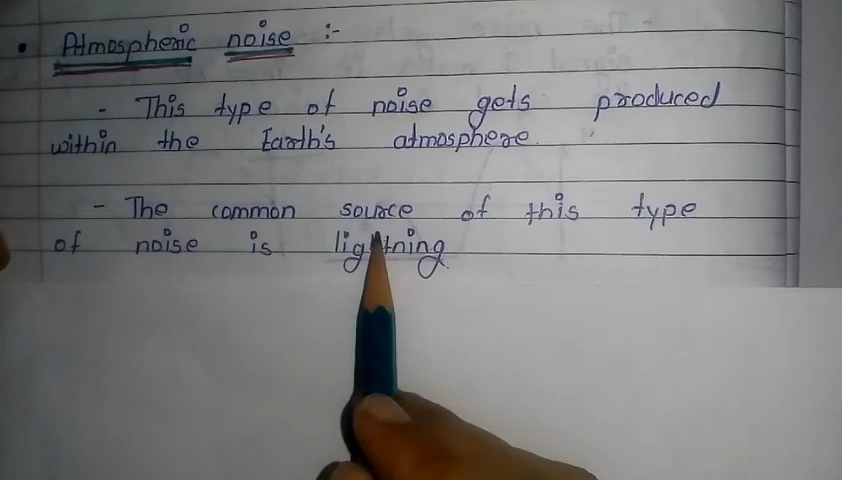 • Atmospheric noise :-
- This type of noise gets produced
within the Earth's atmosphere.
- The common source of this type
of noise is lightning.